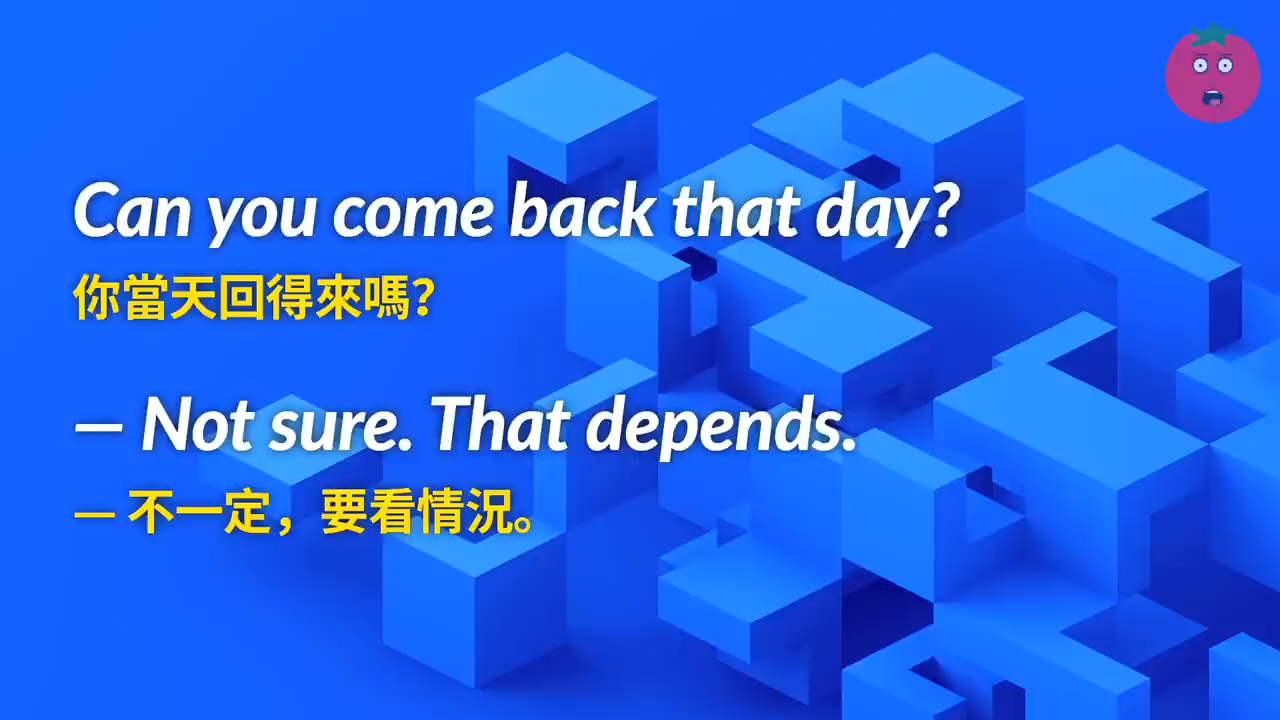 Can you come back that day?
你當天回得來嗎？
— Not sure. That depends.
— 不一定，要看情況。